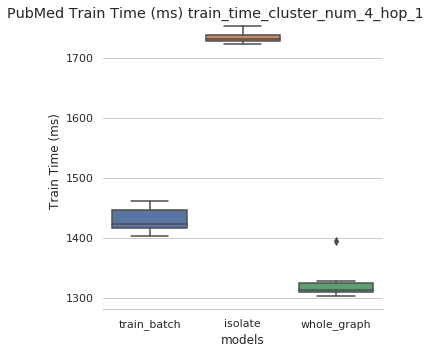 PubMed Train Time (ms) train_time_cluster_num_4_hop_1
1700
1600
1500
1400
1300
Train Time (ms)
train_batch isolate whole_graph
models